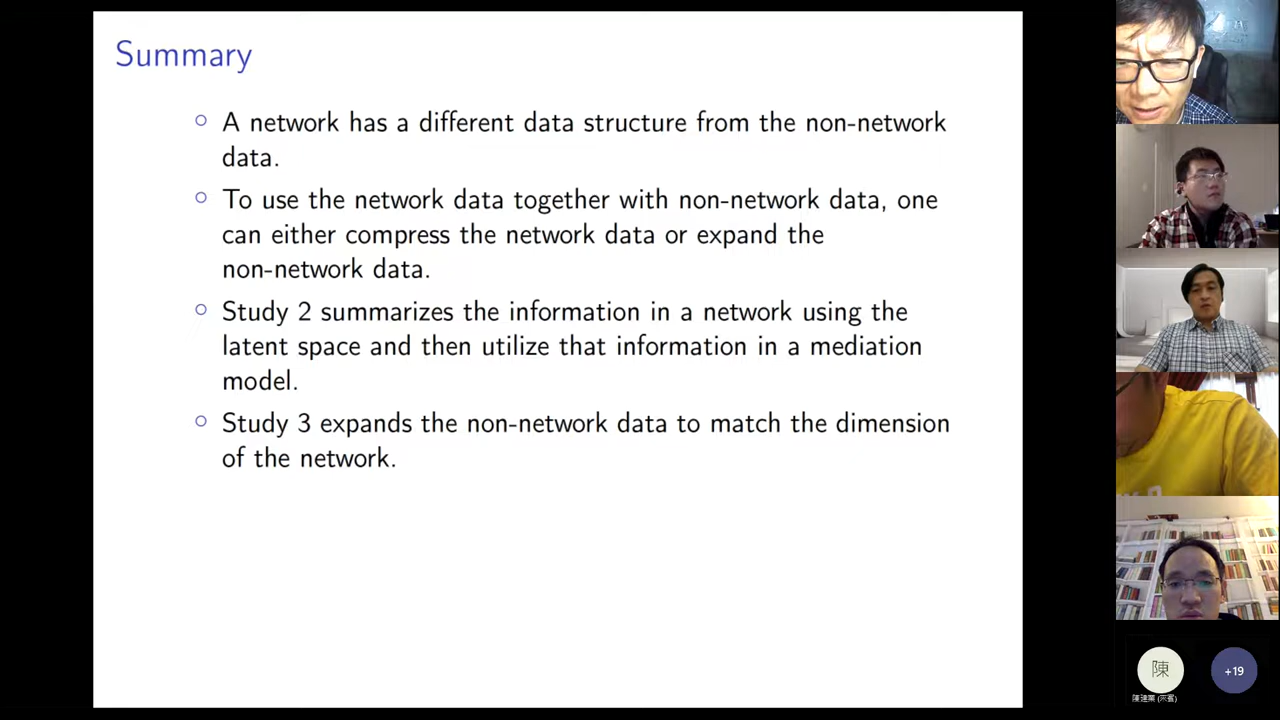 Summary
A network has a different data structure from the non-network
data.
To use the network data together with non-network data, one
can either compress the network data or expand the
non-network data.
Study 2 summarizes the information in a network using the
latent space and then utilize that information in a mediation
model.
Study 3 expands the non-network data to match the dimension
of the network.
陳
+19